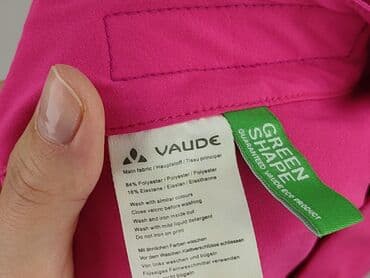 VAUDE
Main fabric / Hauptstoff / Tissu principal
84% Polyester / Polyester / Polyester
16% Elastane / Elastan / Elasthanne
Wash with similar colours
Close velcro before washing
Wash and iron inside out
Wash with mild liquid detergent
Do not iron on print
Mit ähnlichen Farben waschen
Vor dem Waschen Klettverschlüsse schliessen
Von links waschen und bügeln
Flüssiges Feinwaschmittel verwenden
GREEN
SHAPE
GUARANTEED VAUDE ECO PRODUCT